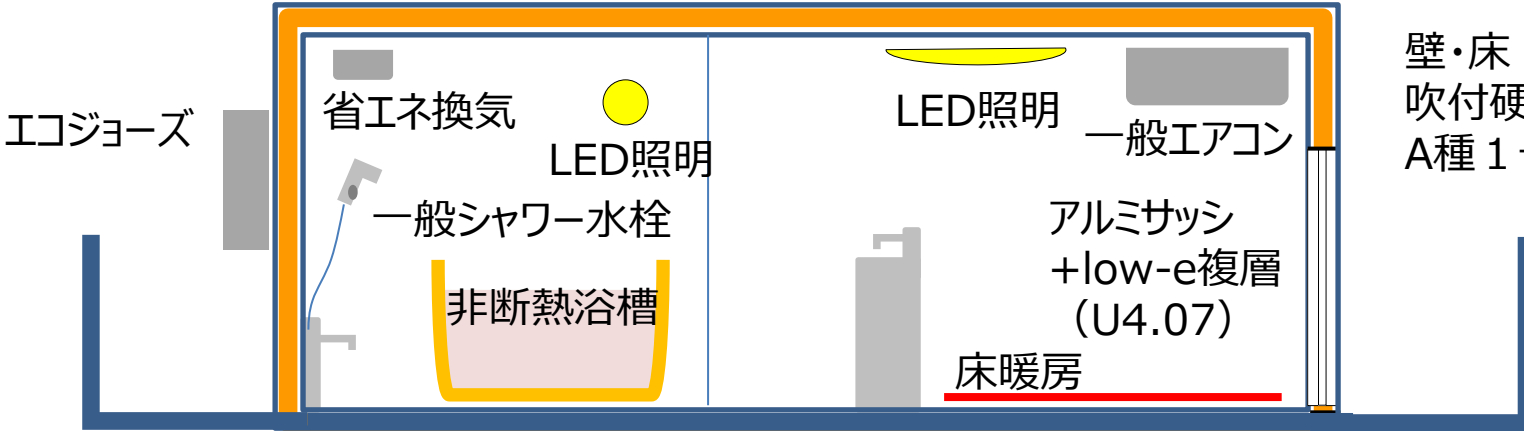 エコジョーズ
省エネ換気
LED照明
一般シャワー水栓
非断熱浴槽
LED照明
一般エアコン
アルミサッシ
+low-e複層
（U4.07）
床暖房
壁・床
吹付硬
A種１